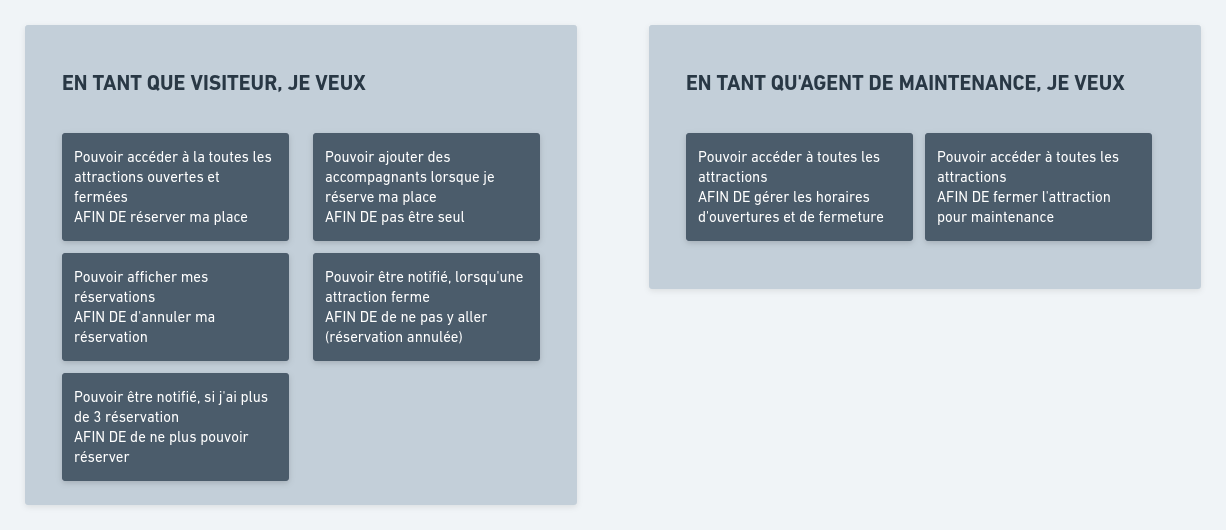 EN TANT QUE VISITEUR, JE VEUX
Pouvoir accéder à la toutes les
attractions ouvertes et
fermées
AFIN DE réserver ma place
Pouvoir ajouter des
accompagnants lorsque je
réserve ma place
AFIN DE pas être seul
Pouvoir afficher mes
réservations
AFIN DE d'annuler ma
réservation
Pouvoir être notifié, lorsqu'une
attraction ferme
AFIN DE de ne pas y aller
(réservation annulée)
Pouvoir être notifié, si j'ai plus
de 3 réservation
AFIN DE de ne plus pouvoir
réserver
EN TANT QU'AGENT DE MAINTENANCE, JE VEUX
Pouvoir accéder à toutes les
attractions
AFIN DE gérer les horaires
d'ouvertures et de fermeture
Pouvoir accéder à toutes les
attractions
AFIN DE fermer l'attraction
pour maintenance